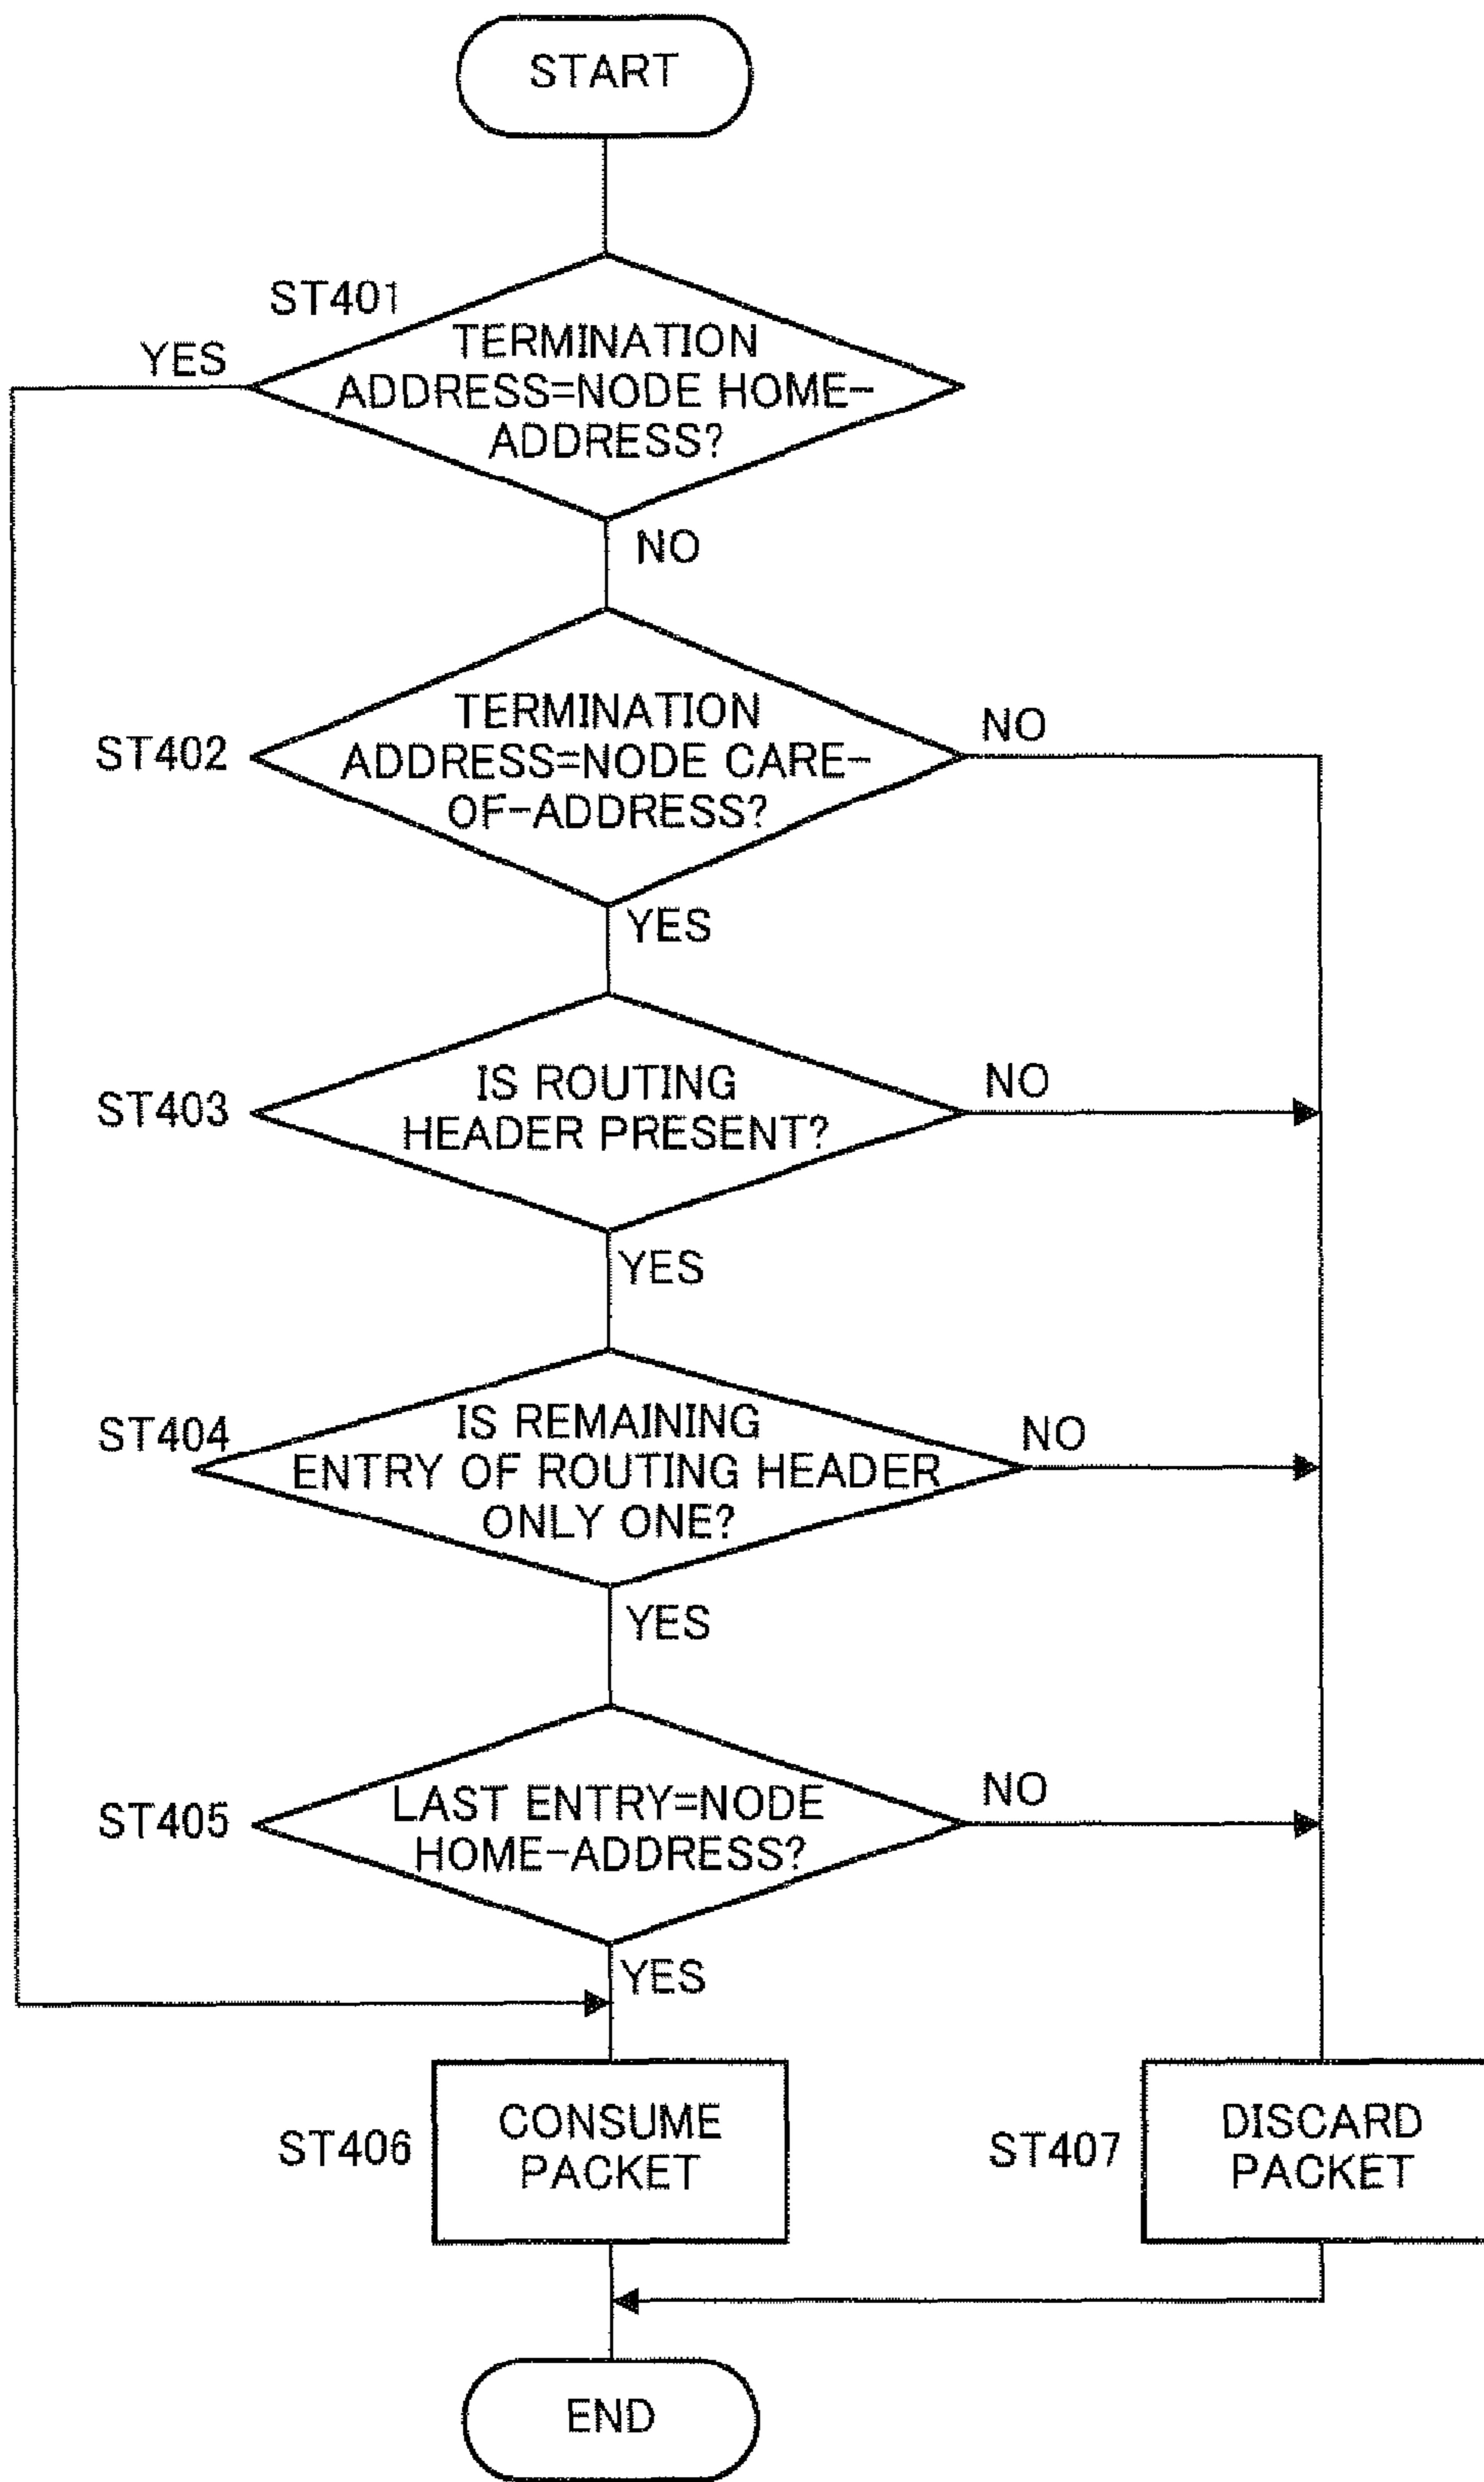 START
ST401
YES
TERMINATION
ADDRESS=NODE HOME-
ADDRESS?
NO
ST402
TERMINATION
ADDRESS=NODE CARE-
OF-ADDRESS?
NO
YES
ST403
IS ROUTING
HEADER PRESENT?
NO
YES
ST404
IS REMAINING
ENTRY OF ROUTING HEADER
ONLY ONE?
NO
YES
ST405
LAST ENTRY=NODE
HOME-ADDRESS?
NO
YES
ST406
CONSUME
PACKET
ST407
DISCARD
PACKET
END